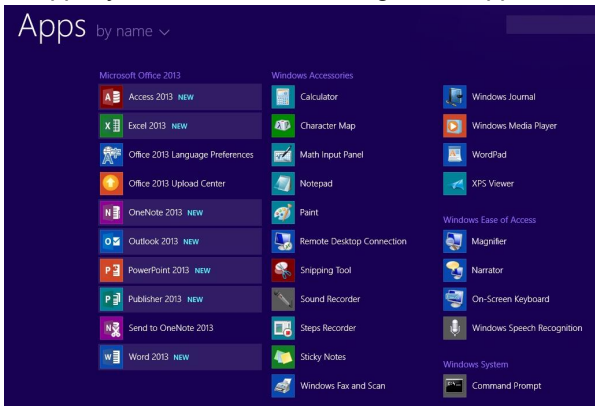 Apps by name
Microsoft Office 2013
Access 2013 NEW
Excel 2013 NEW
Office 2013 Language Preferences
Office 2013 Upload Center
OneNote 2013 NEW
Outlook 2013 NEW
PowerPoint 2013 NEW
Publisher 2013 NEW
Send to OneNote 2013
Word 2013 NEW
Windows Accessories
Calculator
Character Map
Math Input Panel
Notepad
Paint
Remote Desktop Connection
Snipping Tool
Sound Recorder
Steps Recorder
Sticky Notes
Windows Fax and Scan
Windows Journal
Windows Media Player
WordPad
XPS Viewer
Windows Ease of Access
Magnifier
Narrator
On-Screen Keyboard
Windows Speech Recognition
Windows System
Command Prompt